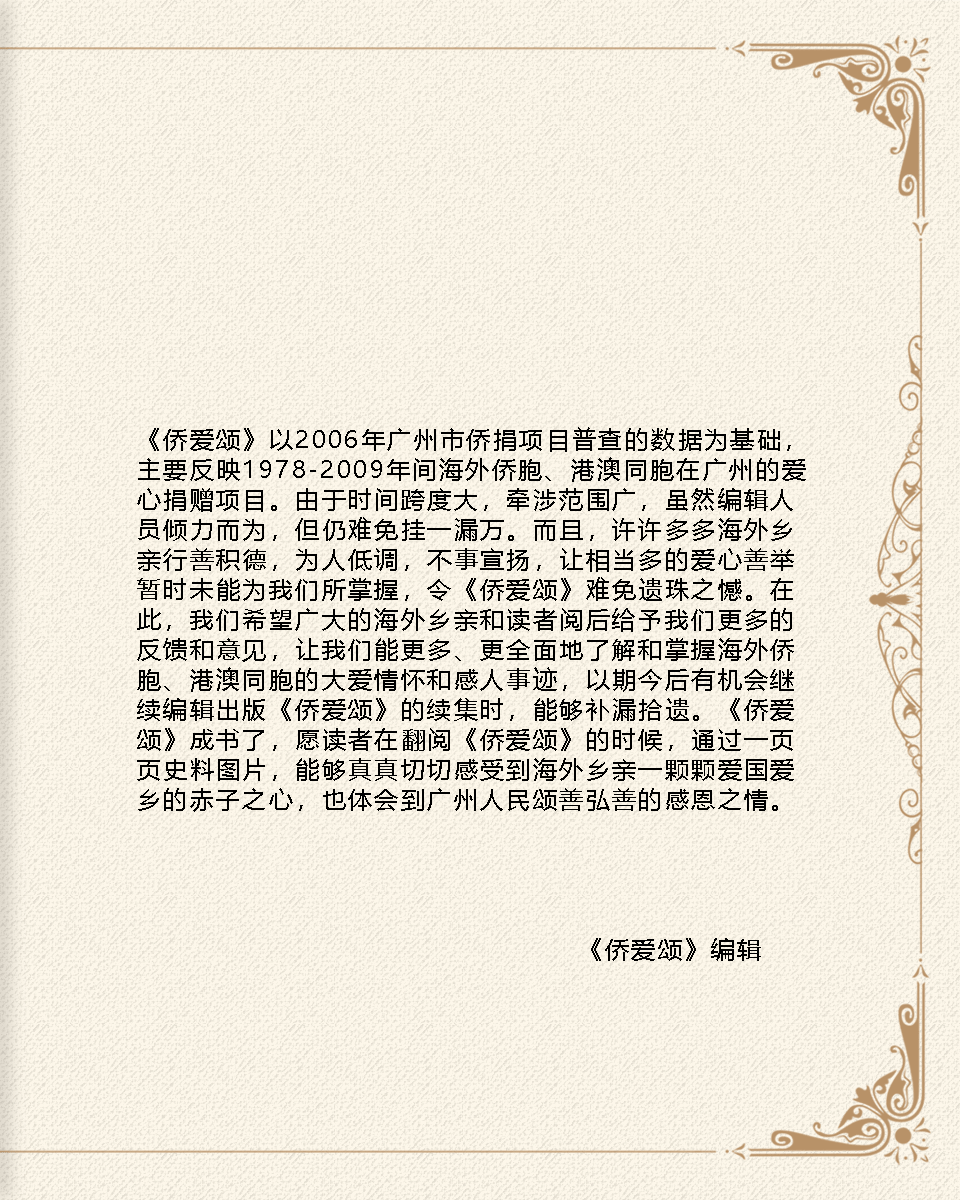 《侨爱颂》以2006年广州市侨捐项目普查的数据为基础，
主要反映1978-2009年间海外侨胞、港澳同胞在广州的爱
心捐赠项目。由于时间跨度大，牵涉范围广，虽然编辑人
员倾力而为，但仍难免挂一漏万。而且，许许多多海外乡
亲行善积德，为人低调，不事宣扬，让相当多的爱心善举
暂时未能为我们所掌握，令《侨爱颂》难免遗珠之憾。在
此，我们希望广大的海外乡亲和读者阅后给予我们更多的
反馈和意见，让我们能更多、更全面地了解和掌握海外侨
胞、港澳同胞的大爱情怀和感人事迹，以期今后有机会继
续编辑出版《侨爱颂》的续集时，能够补漏拾遗。《侨爱
颂》成书了，愿读者在翻阅《侨爱颂》的时候，通过一页
页史料图片，能够真真切切感受到海外乡亲一颗颗爱国爱
乡的赤子之心，也体会到广州人民颂善弘善的感恩之情。
《侨爱颂》编辑